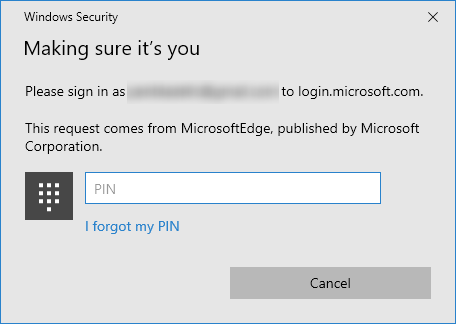 Windows Security
Making sure it's you
Please sign in as to login.microsoft.com.
This request comes from MicrosoftEdge, published by Microsoft
Corporation.
PIN
I forgot my PIN
Cancel